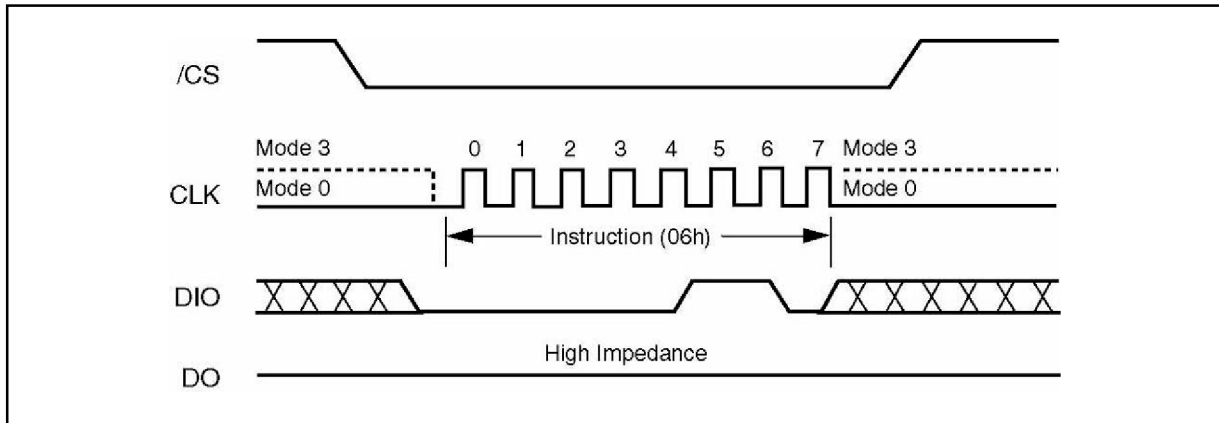 /CS
Mode 3 0 1 2 3 4 5 6 7 Mode 3
CLK Mode 0 Mode 0
Instruction (06h)
DIO
High Impedance
DO